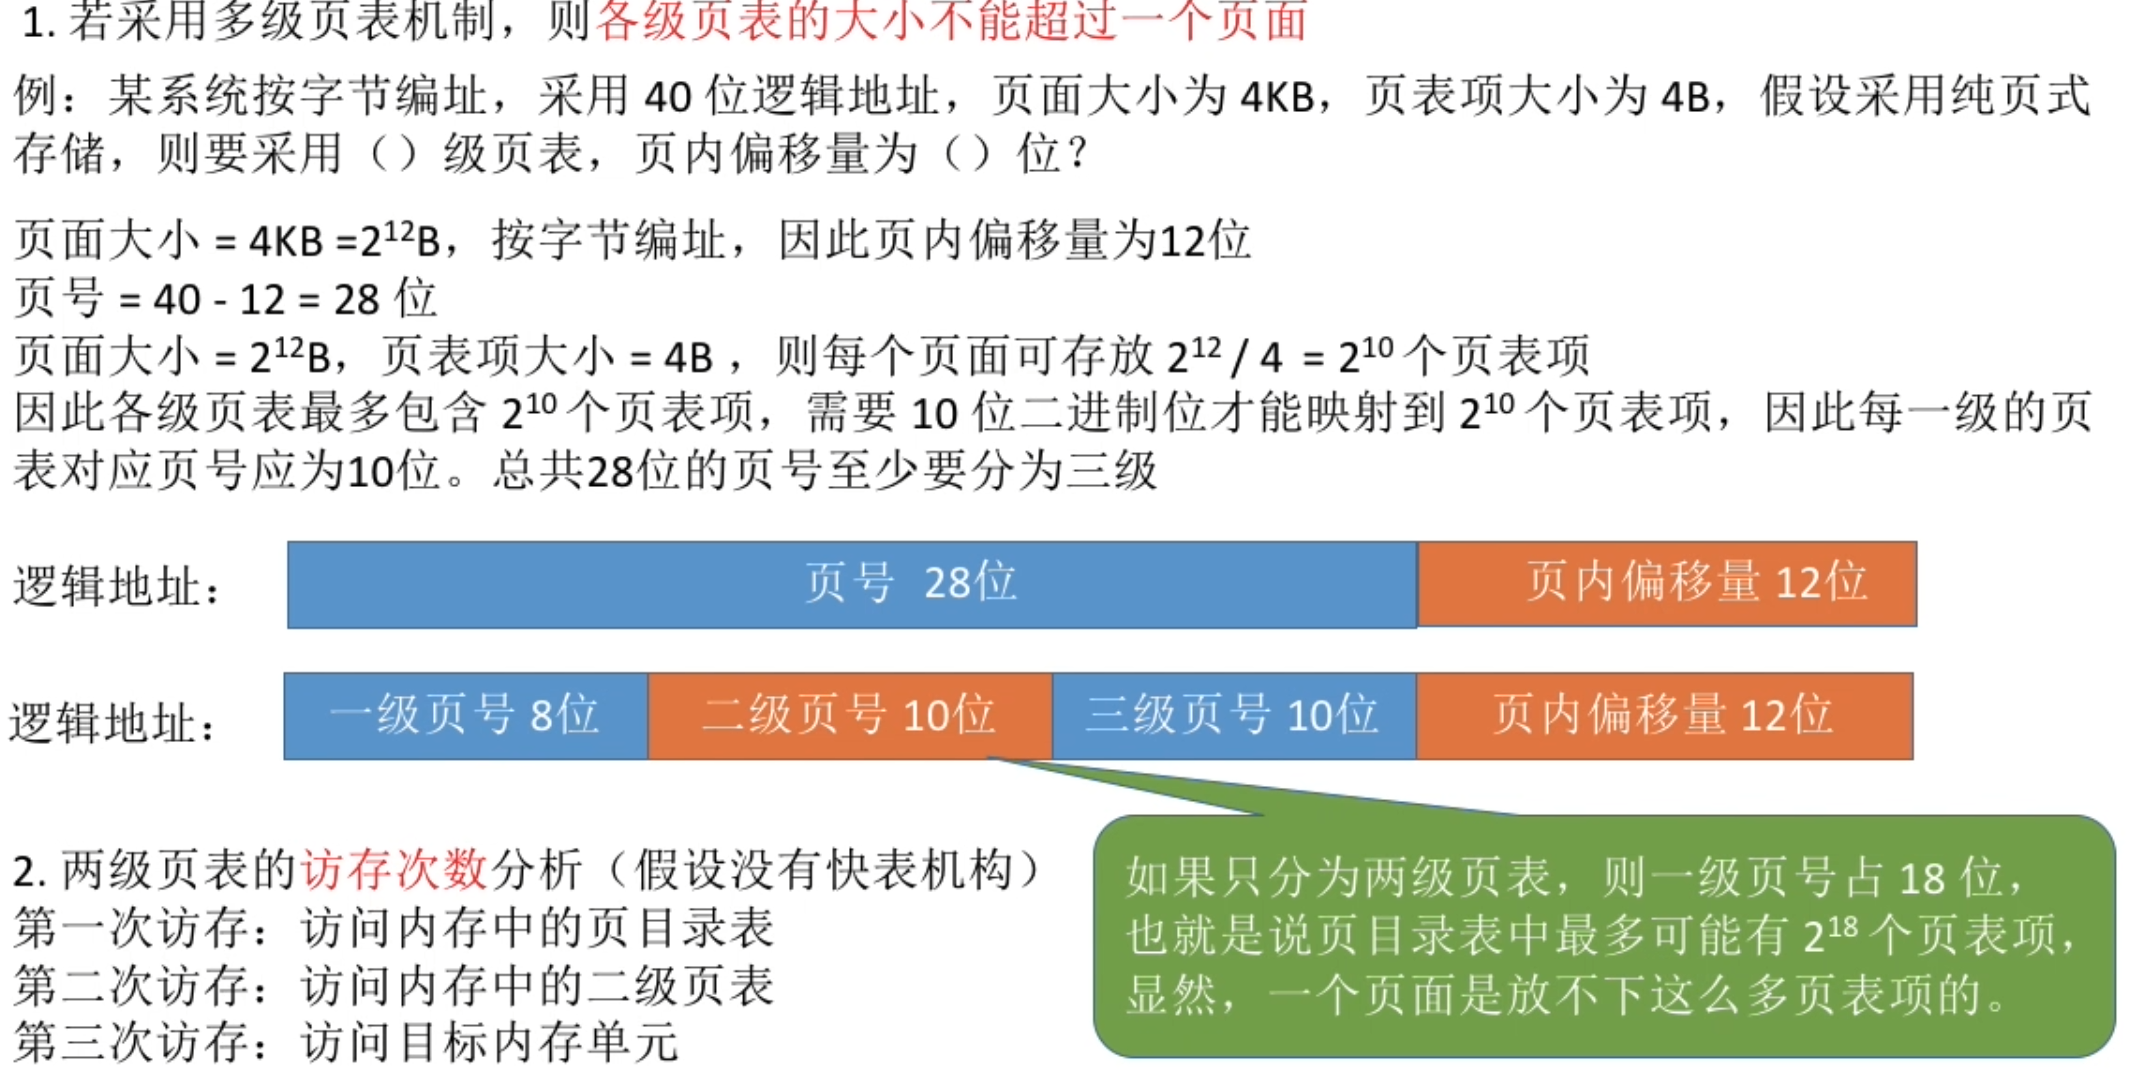 1. 若采用多级页表机制，则各级页表的大小不能超过一个页面
例：某系统按字节编址，采用 40 位逻辑地址，页面大小为 4KB，页表项大小为 4B，假设采用纯页式
存储，则要采用（）级页表，页内偏移量为（）位？
页面大小 = 4KB =2¹²B，按字节编址，因此页内偏移量为12位
页号 = 40 - 12 = 28 位
页面大小 = 2¹²B，页表项大小 = 4B ，则每个页面可存放 2¹² / 4 = 2¹⁰ 个页表项
因此各级页表最多包含 2¹⁰ 个页表项，需要 10 位二进制位才能映射到 2¹⁰ 个页表项，因此每一级的页
表对应页号应为10位。总共28位的页号至少要分为三级
逻辑地址： 页号 28位 页内偏移量 12位
逻辑地址： 一级页号 8位 二级页号 10位 三级页号 10位 页内偏移量 12位
2. 两级页表的访存次数分析（假设没有快表机构）
第一次访存：访问内存中的页目录表
第二次访存：访问内存中的二级页表
第三次访存：访问目标内存单元
如果只分为两级页表，则一级页号占 18 位，
也就是说页目录表中最多可能有 2¹⁸ 个页表项，
显然，一个页面是放不下这么多页表项的。